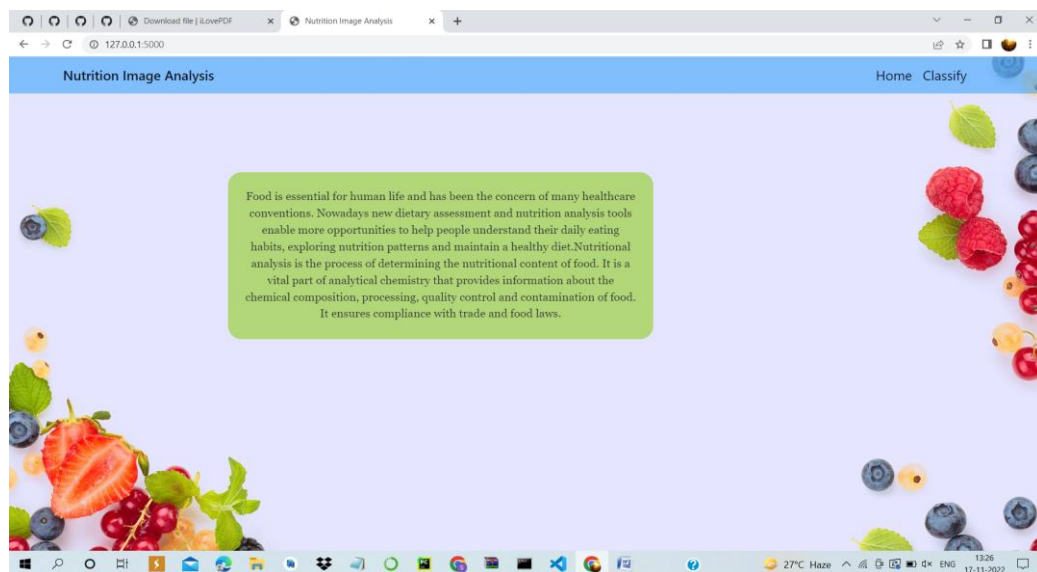 Download file | iLovePDF
Nutrition Image Analysis
127.0.0.1:5000
Nutrition Image Analysis
Home Classify
Food is essential for human life and has been the concern of many healthcare
conventions. Nowadays new dietary assessment and nutrition analysis tools
enable more opportunities to help people understand their daily eating
habits, exploring nutrition patterns and maintain a healthy diet.Nutritional
analysis is the process of determining the nutritional content of food. It is a
vital part of analytical chemistry that provides information about the
chemical composition, processing, quality control and contamination of food.
It ensures compliance with trade and food laws.
27°C Haze
ENG
13:26
17-11-2022